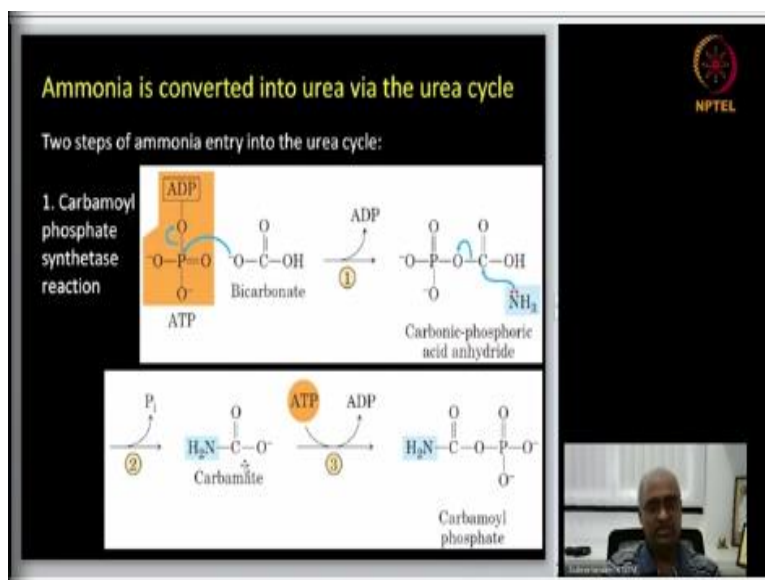 NPTEL
Ammonia is converted into urea via the urea cycle
Two steps of ammonia entry into the urea cycle:
1. Carbamoyl
phosphate
synthetase
reaction
ADP
O
⁻O—P=O
O⁻
ATP
O
⁻O—C—OH
Bicarbonate
ADP
①
O O
⁻O—P—O—C—OH
⁻O
NH₃
Carbonic-phosphoric
acid anhydride
Pi
②
O
H₂N—C—O⁻
Carbamate
ATP ADP
③
O O
H₂N—C—O—P—O⁻
O⁻
Carbamoyl
phosphate